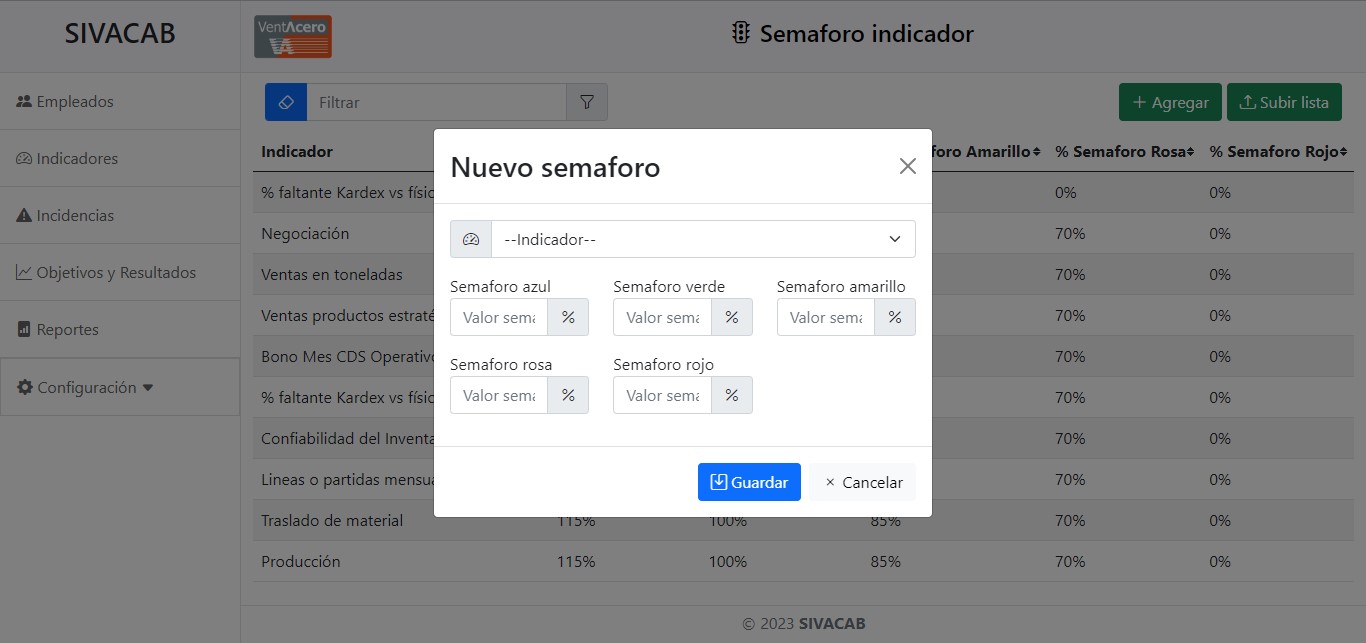 SIVACAB
VentAcero
VA
Semaforo indicador
Empleados
Indicadores
Incidencias
Objetivos y Resultados
Reportes
Configuración
Filtrar
+ Agregar
Subir lista
Indicador
Amarillo
% Semaforo Rosa
% Semaforo Rojo
% faltante Kardex vs físic
0%
0%
Negociación
70%
0%
Ventas en toneladas
70%
0%
Ventas productos estraté
70%
0%
Bono Mes CDS Operativo
70%
0%
% faltante Kardex vs físic
70%
0%
Confiabilidad del Inventa
70%
0%
Lineas o partidas mensua
70%
0%
Traslado de material
115%
100%
85%
70%
0%
Producción
115%
100%
85%
70%
0%
Nuevo semaforo
--Indicador--
Semaforo azul
Semaforo verde
Semaforo amarillo
Valor sema
%
Valor sema
%
Valor sema
%
Semaforo rosa
Semaforo rojo
Valor sema
%
Valor sema
%
Guardar
× Cancelar
© 2023 SIVACAB